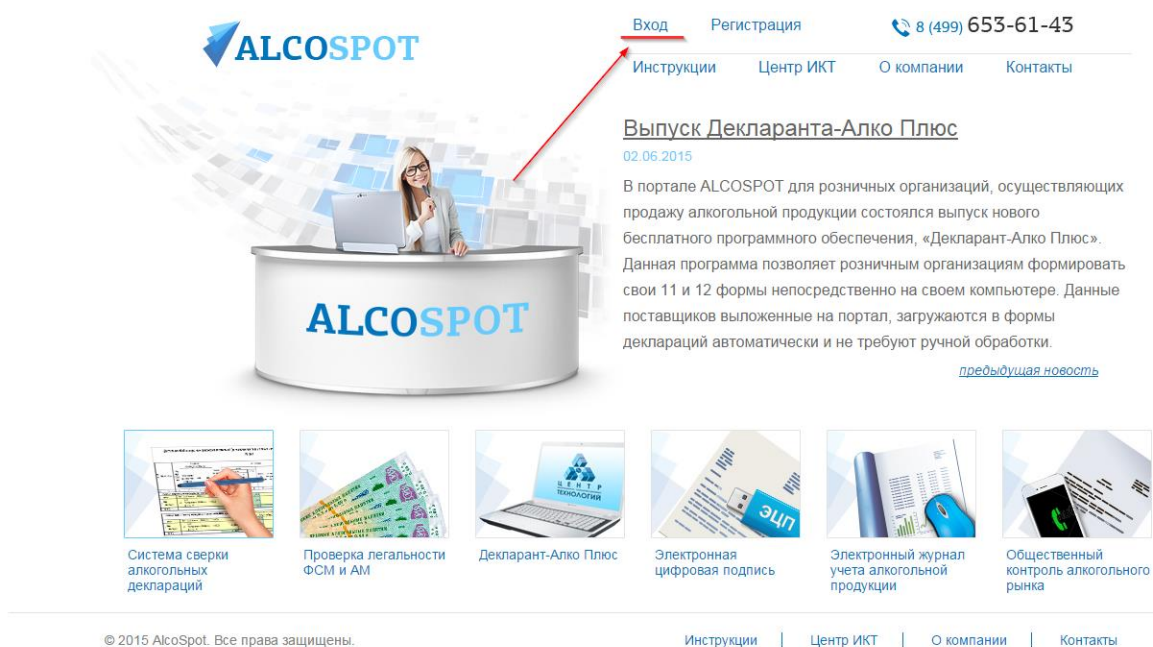 ALCOSPOT
Вход Регистрация 8 (499) 653-61-43
Инструкции Центр ИКТ О компании Контакты
Выпуск Декларанта-Алко Плюс
02.06.2015
В портале ALCOSPOT для розничных организаций, осуществляющих
продажу алкогольной продукции состоялся выпуск нового
бесплатного программного обеспечения, «Декларант-Алко Плюс».
Данная программа позволяет розничным организациям формировать
свои 11 и 12 формы непосредственно на своем компьютере. Данные
поставщиков выложенные на портал, загружаются в формы
деклараций автоматически и не требуют ручной обработки.
предыдущая новость
ALCOSPOT
ЦЕНТР
ТЕХНОЛОГИЙ
ЭЦП
Система сверки
алкогольных
деклараций
Проверка легальности
ФСМ и АМ
Декларант-Алко Плюс
Электронная
цифровая подпись
Электронный журнал
учета алкогольной
продукции
Общественный
контроль алкогольного
рынка
© 2015 AlcoSpot. Все права защищены.
Инструкции | Центр ИКТ | О компании | Контакты